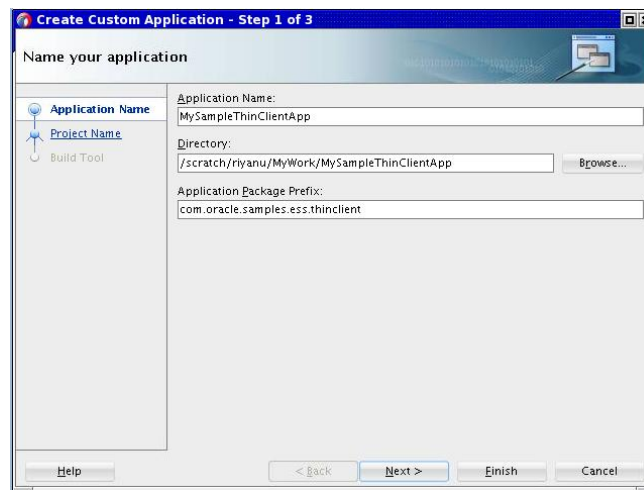 Create Custom Application - Step 1 of 3
Name your application
Application Name
Project Name
Build Tool
Application Name:
MySampleThinClientApp
Directory:
/scratch/riyanu/MyWork/MySampleThinClientApp
Browse...
Application Package Prefix:
com.oracle.samples.ess.thinclient
Help
< Back
Next >
Finish
Cancel